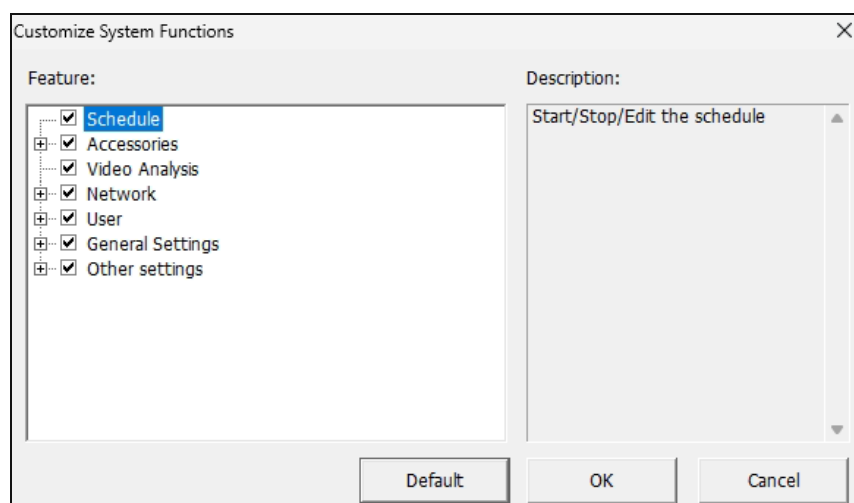 Customize System Functions
Feature:
Description:
Schedule
Accessories
Video Analysis
Network
User
General Settings
Other settings
Start/Stop/Edit the schedule
Default
OK
Cancel